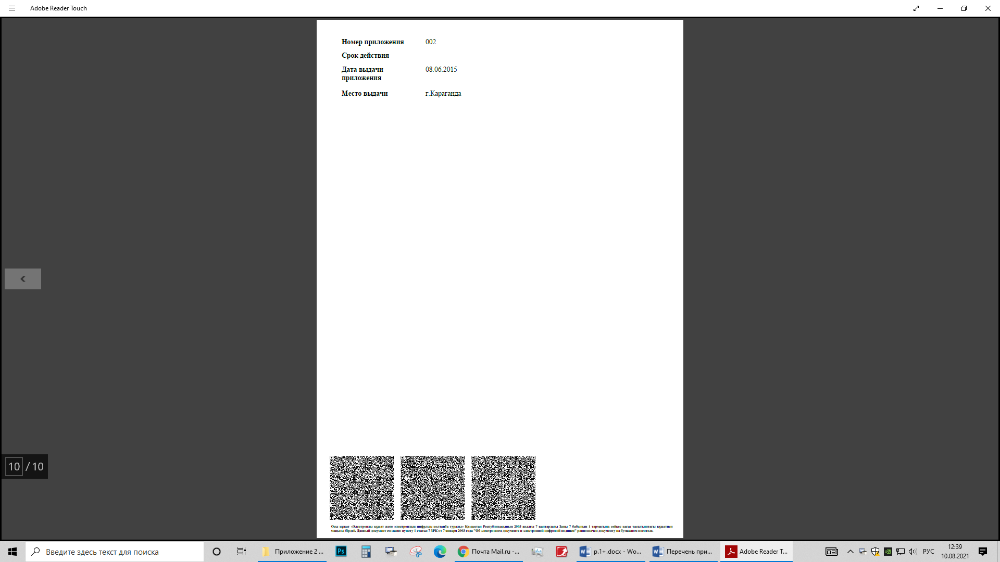 Adobe Reader Touch
Номер приложения 002
Срок действия
Дата выдачи 08.06.2015
приложения
Место выдачи г.Караганда
10 / 10
Осы құжат «Электронды құжат және электрондық цифрлық қолтаңба туралы» Қазақстан Республикасының 2003 жылғы 7 қаңтардағы Заңы 7 бабының 1 тармағына сәйкес қағаз тасығыштағы құжатпен
маңызы бірдей. Данный документ согласно пункту 1 статьи 7 ЗРК от 7 января 2003 года "Об электронном документе и электронной цифровой подписи" равнозначен документу на бумажном носителе.
Введите здесь текст для поиска
Приложение 2 ...
Ps
Почта Mail.ru -...
p.1+.docx - Wo...
Перечень при...
Adobe Reader T...
РУС
12:39
10.08.2021